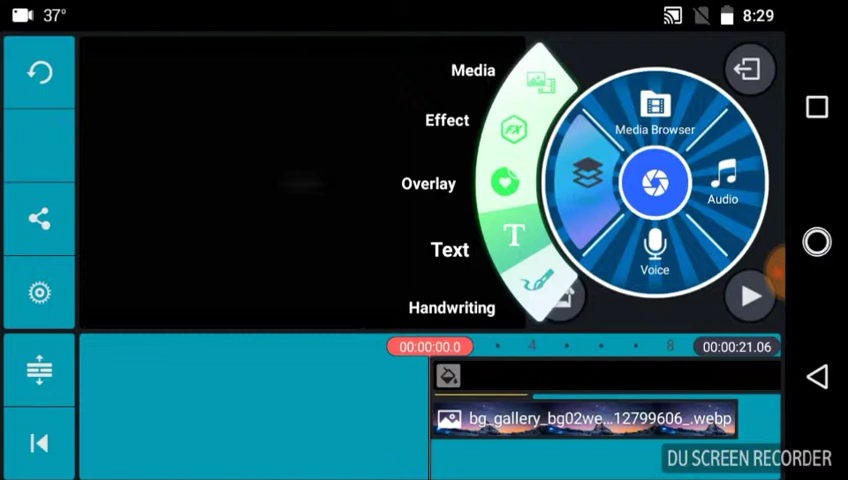 37°
8:29
Media
Effect
FX
Overlay
T
Text
Handwriting
Media Browser
Audio
Voice
00:00:00.0
4
8
00:00:21.06
bg_gallery_bg02we...12799606_.webp
DU SCREEN RECORDER